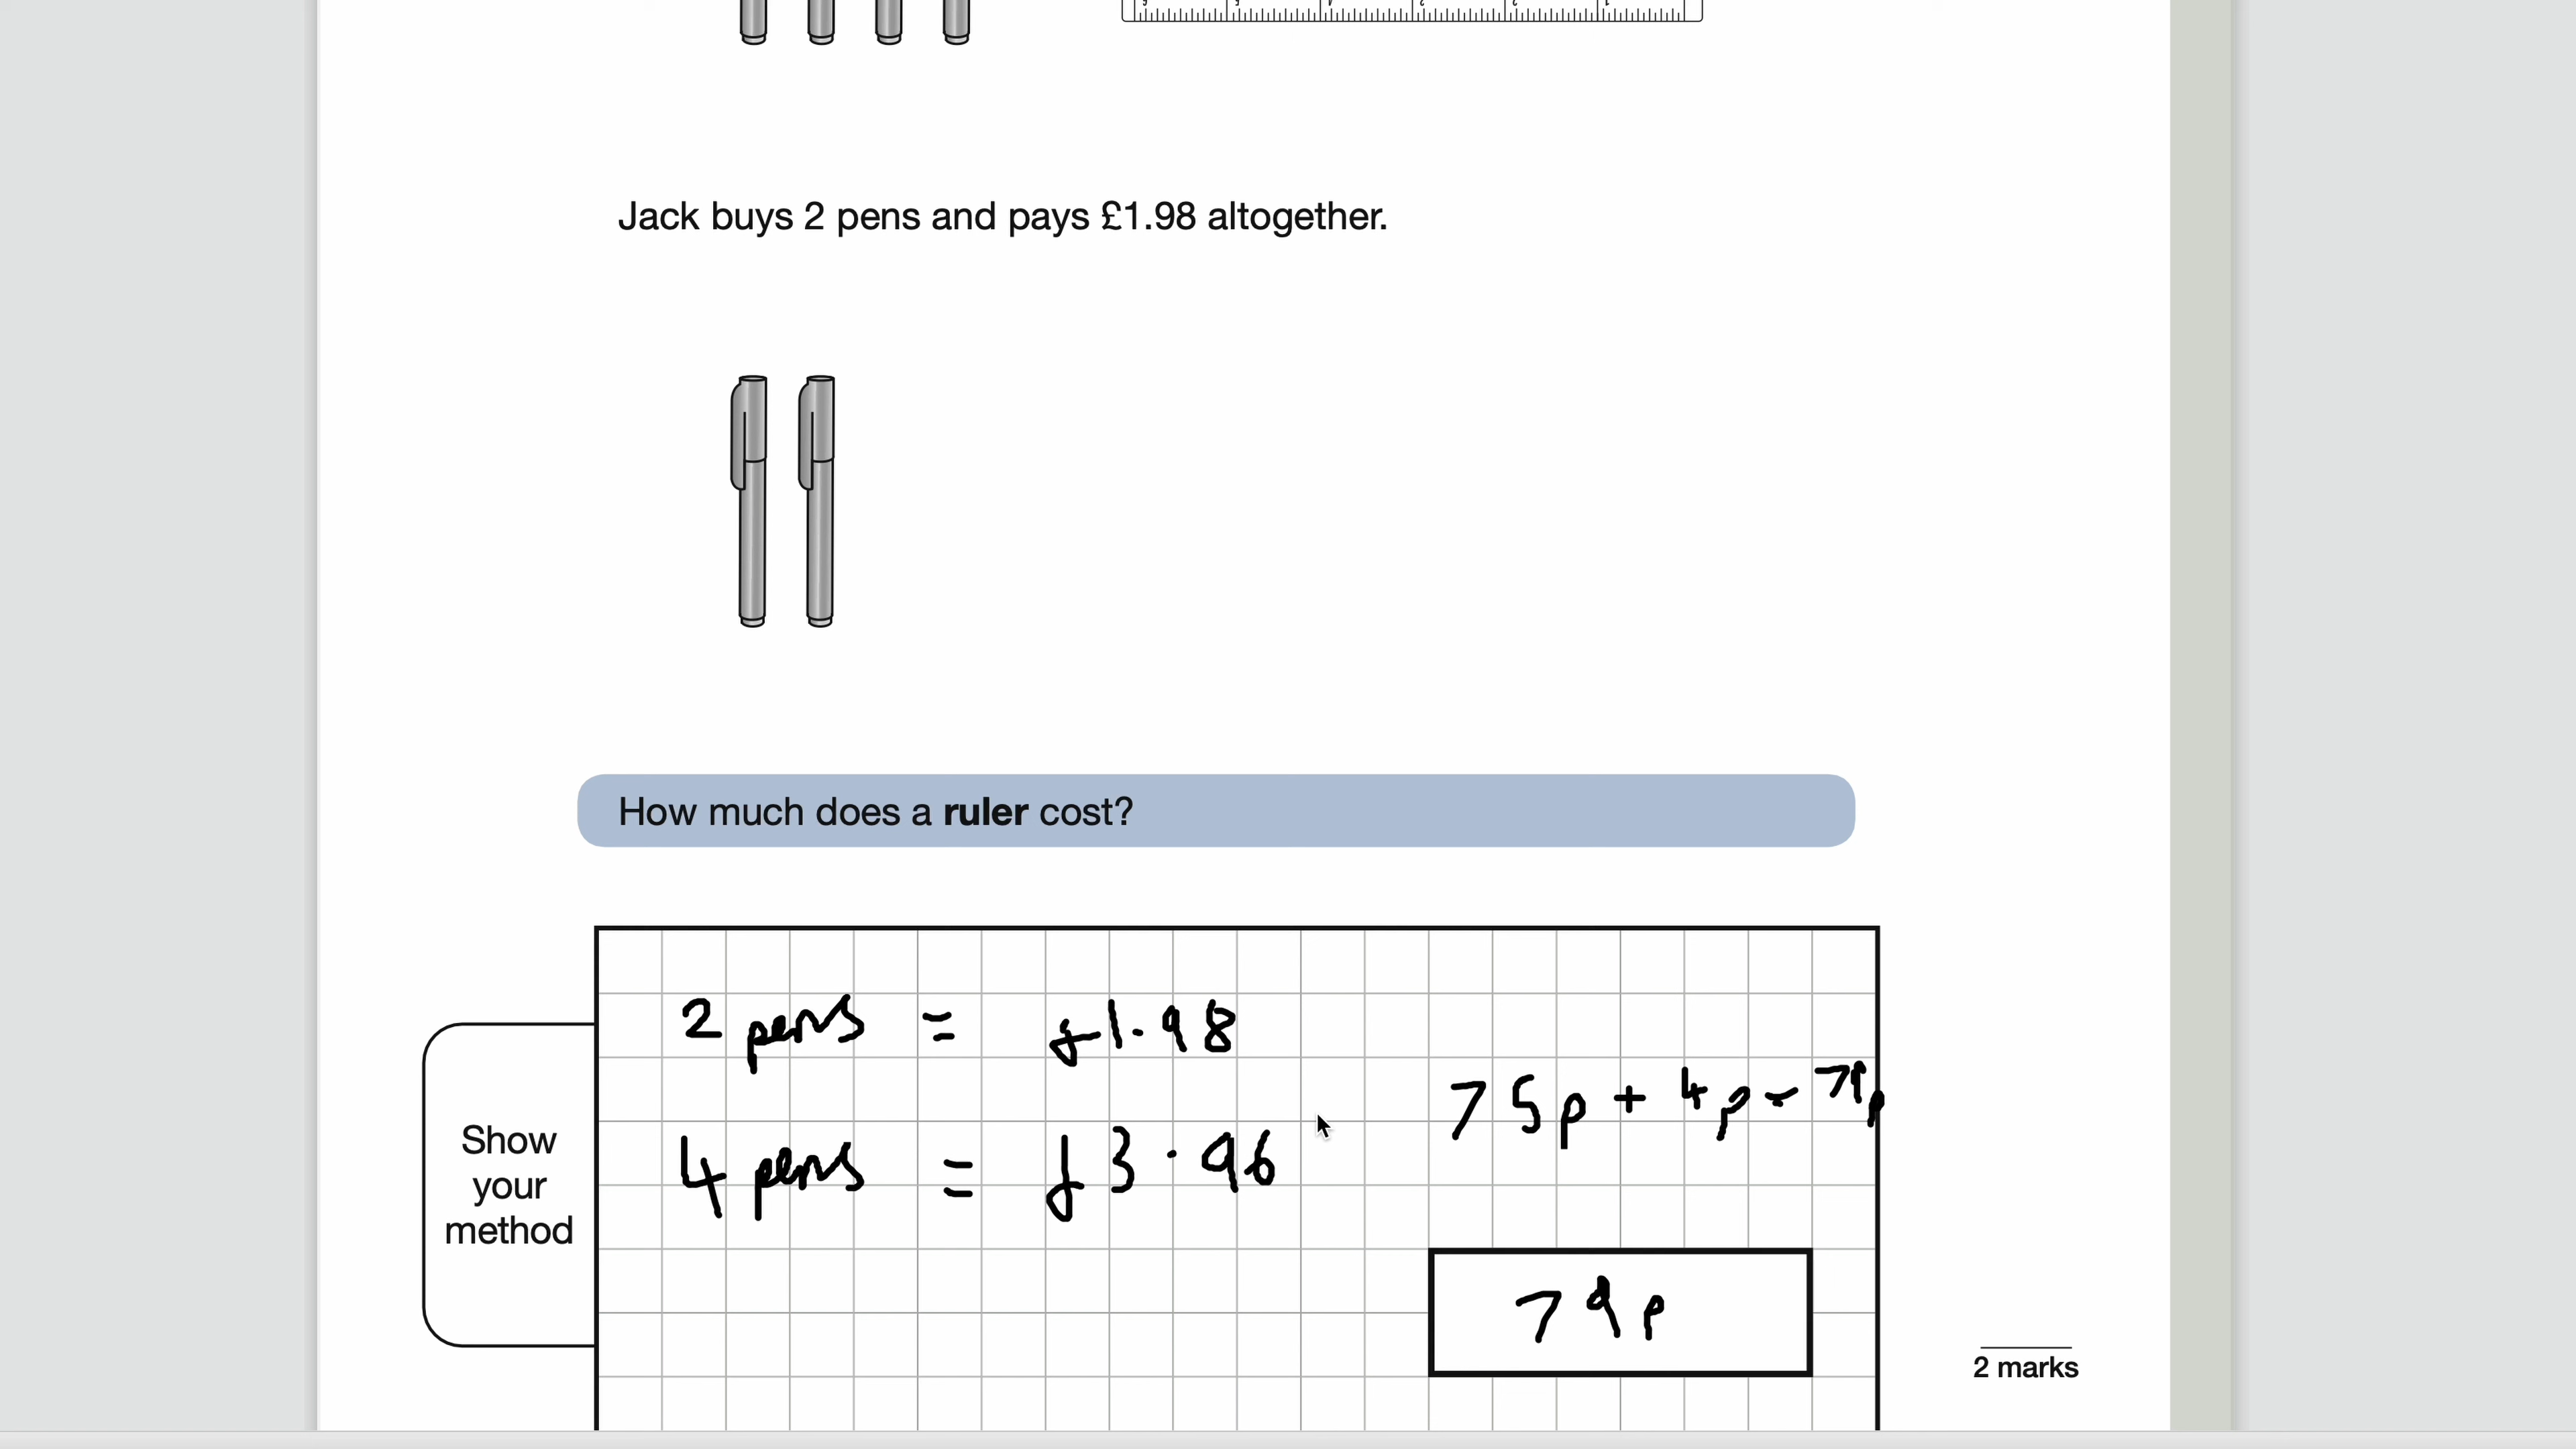 Jack buys 2 pens and pays £1.98 altogether.
How much does a ruler cost?
Show
your
method
2 pens = £1.98
75p + 4p = 79p
4 pens = £3.96
79p
2 marks